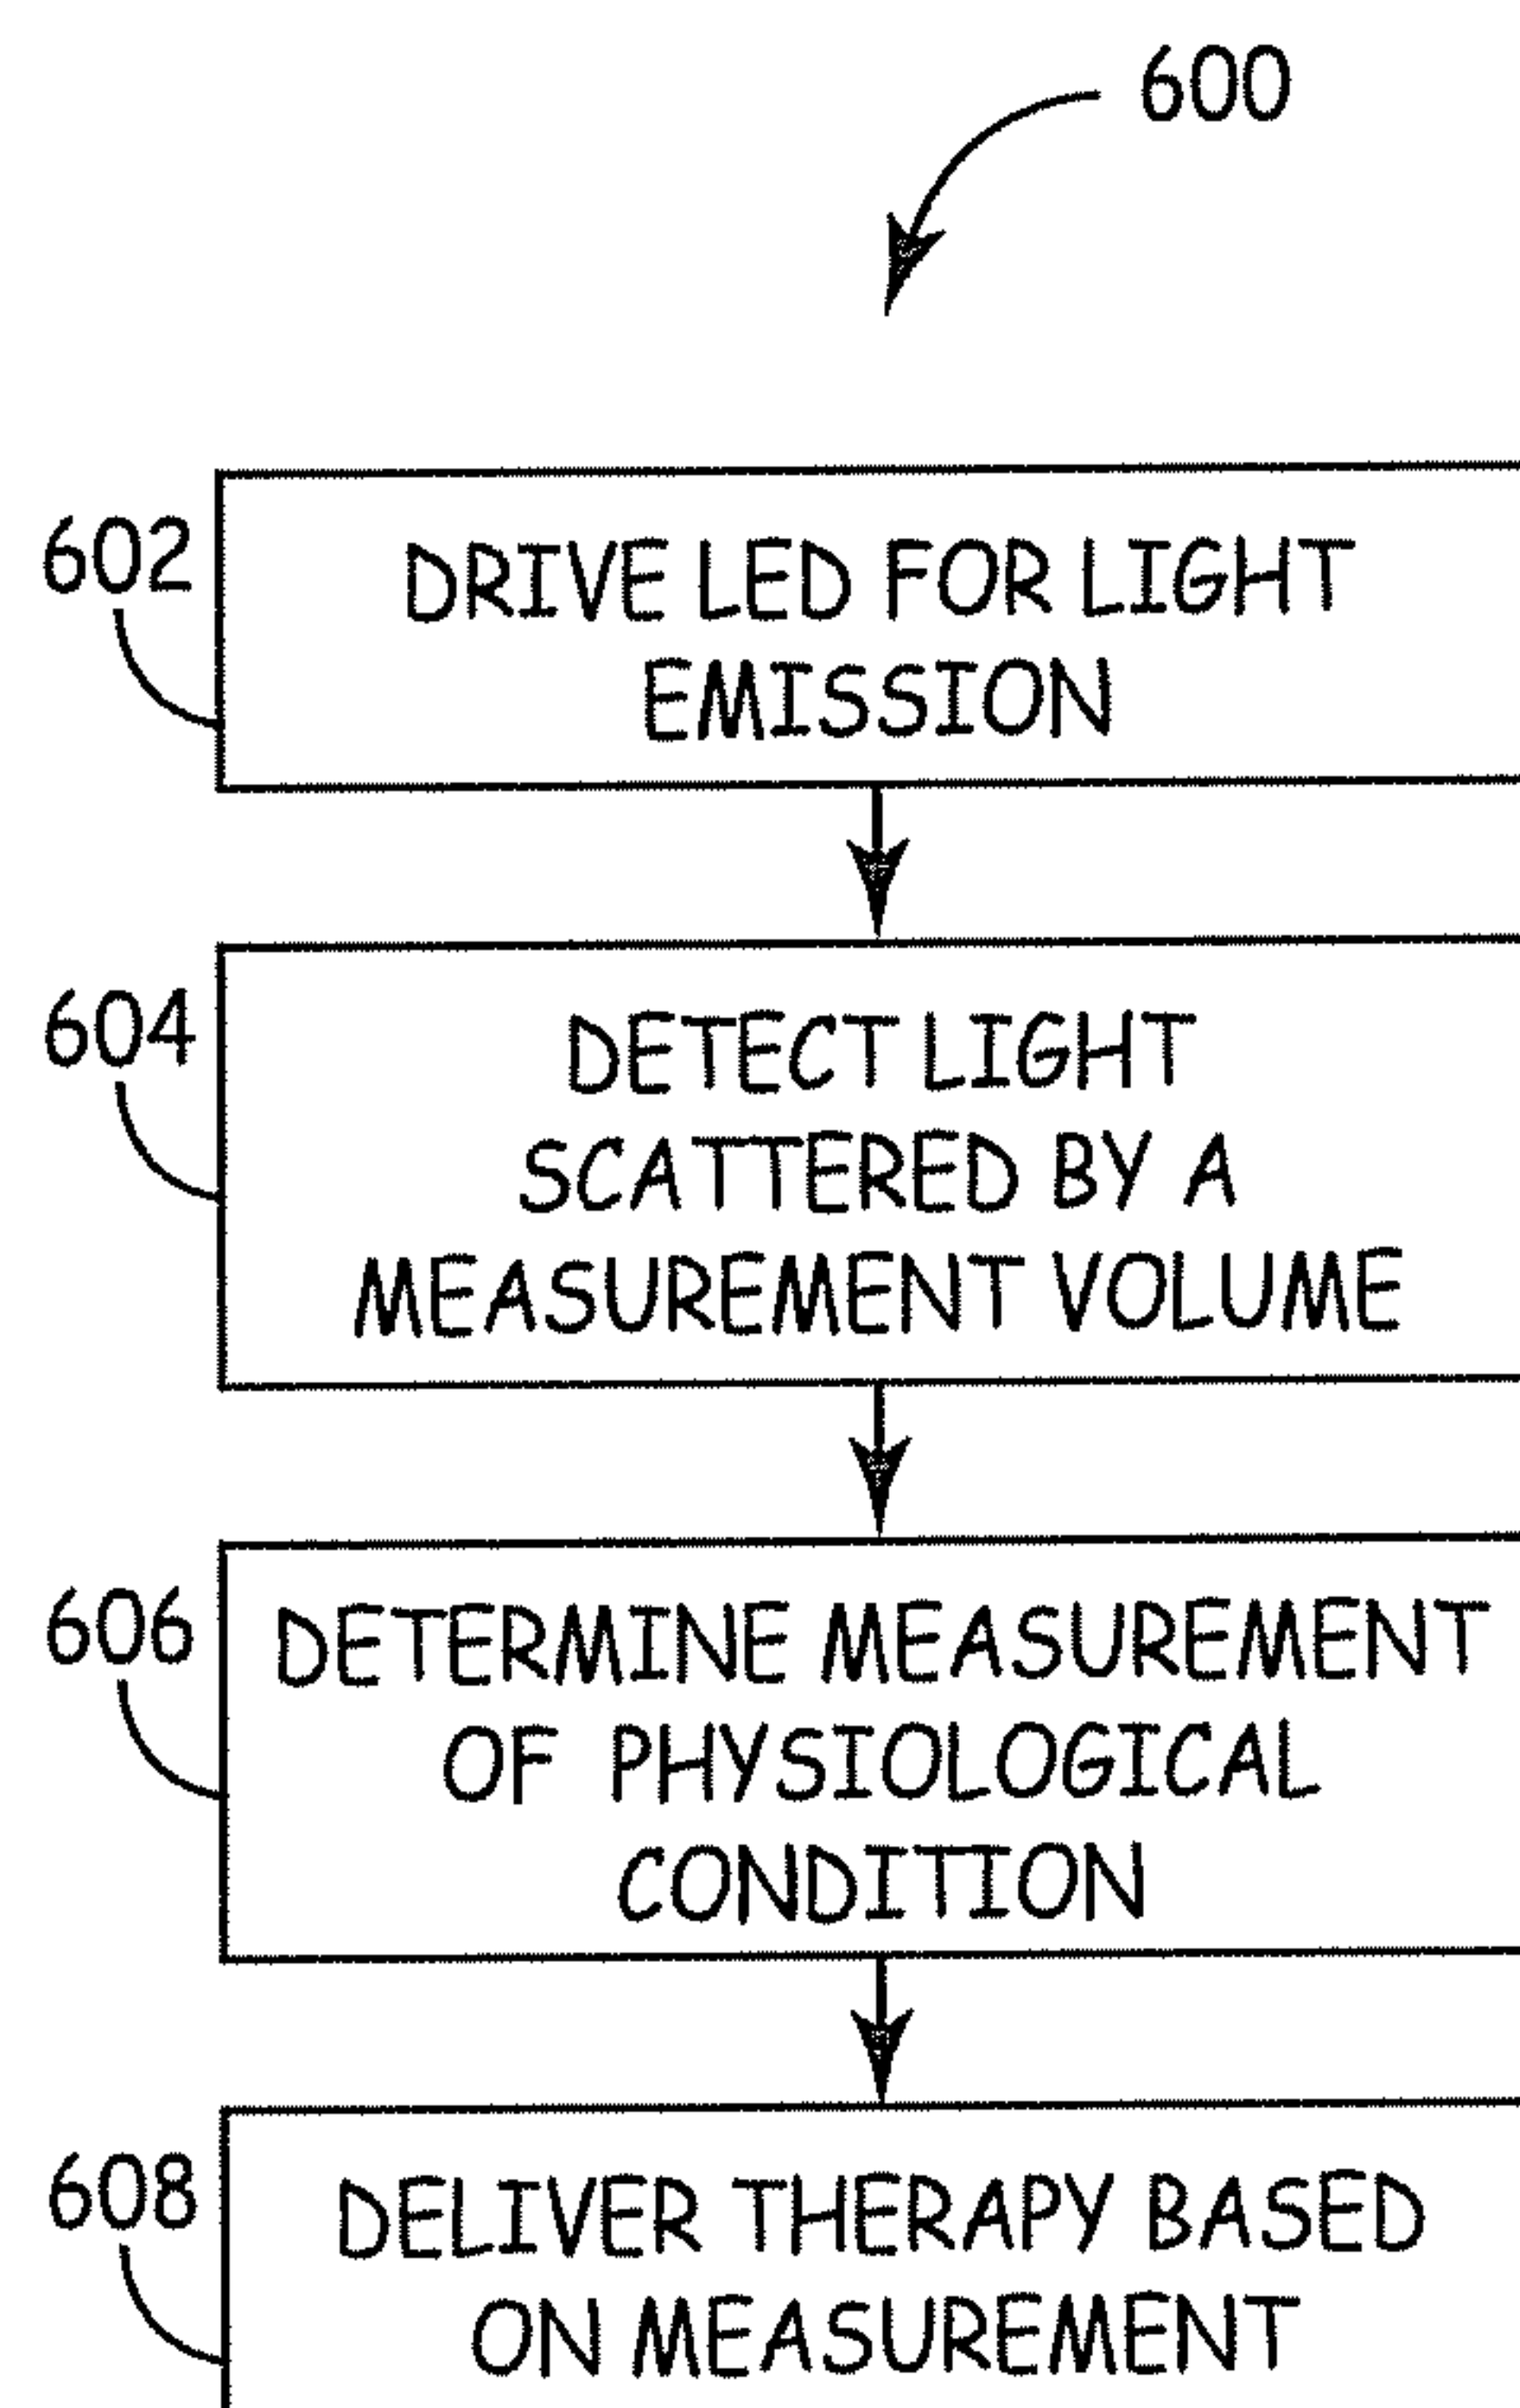 600
602
DRIVE LED FOR LIGHT
EMISSION
604
DETECT LIGHT
SCATTERED BY A
MEASUREMENT VOLUME
606
DETERMINE MEASUREMENT
OF PHYSIOLOGICAL
CONDITION
608
DELIVER THERAPY BASED
ON MEASUREMENT